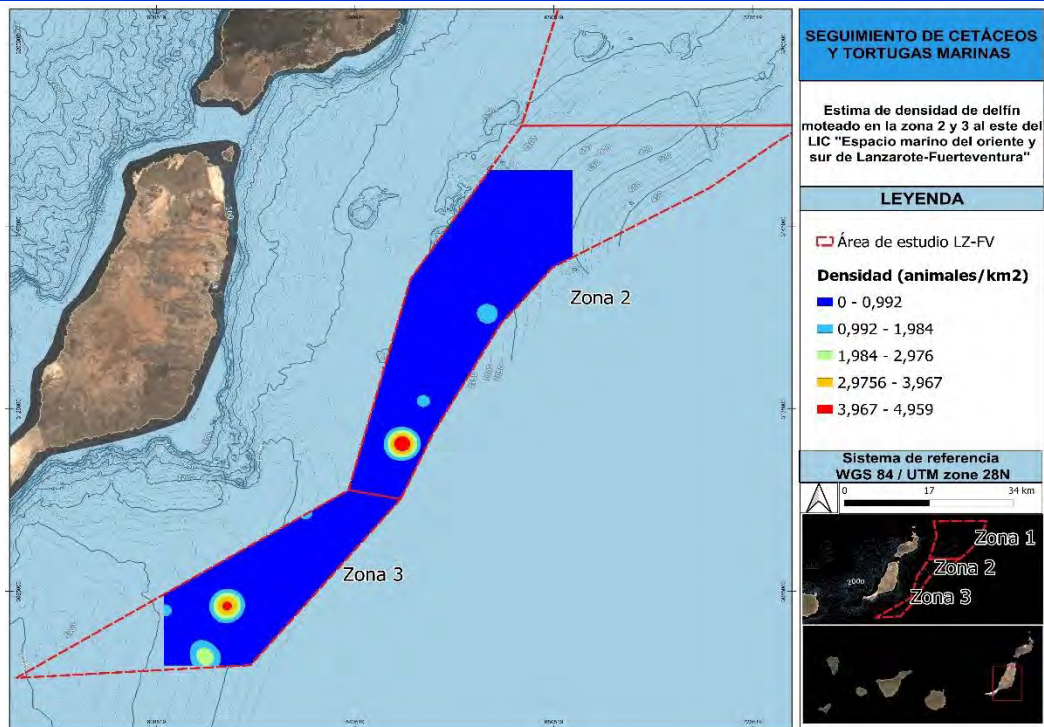 SEGUIMIENTO DE CETÁCEOS
Y TORTUGAS MARINAS
Estima de densidad de delfín
moteado en la zona 2 y 3 al este del
LIC "Espacio marino del oriente y
sur de Lanzarote-Fuerteventura"
LEYENDA
Área de estudio LZ-FV
Densidad (animales/km2)
0 - 0,992
0,992 - 1,984
1,984 - 2,976
2,9756 - 3,967
3,967 - 4,959
Sistema de referencia
WGS 84 / UTM zone 28N
0 17 34 km
Zona 1
Zona 2
Zona 3
2000
Zona 2
Zona 3